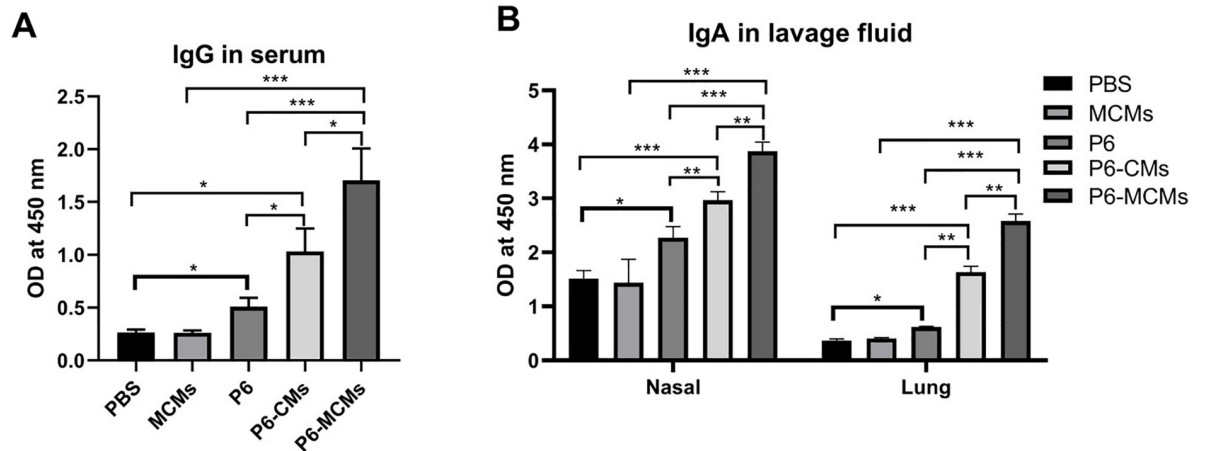 A
IgG in serum
***
***
*
*
*
*
OD at 450 nm
2.5
2.0
1.5
1.0
0.5
0.0
PBS
MCMs
P6
P6-CMs
P6-MCMs
B
IgA in lavage fluid
***
***
**
***
**
*
***
***
**
***
**
*
OD at 450 nm
5
4
3
2
1
0
Nasal
Lung
PBS
MCMs
P6
P6-CMs
P6-MCMs